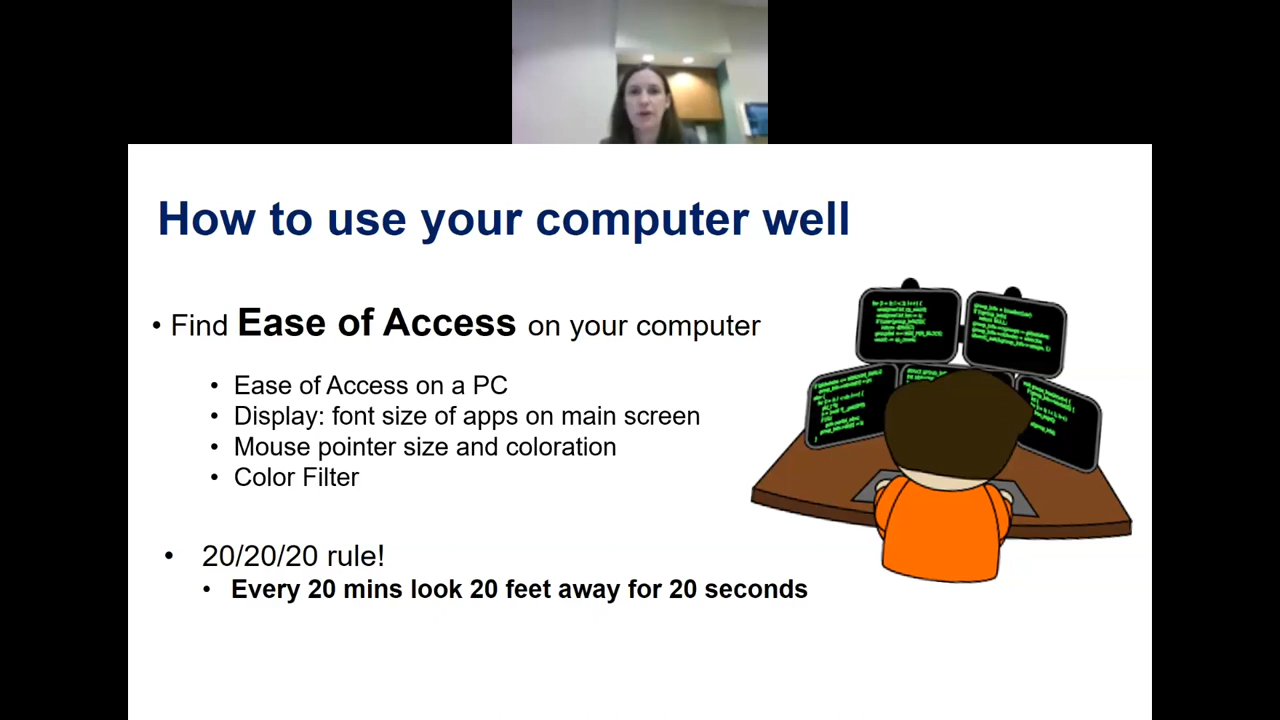 How to use your computer well
• Find Ease of Access on your computer
• Ease of Access on a PC
• Display: font size of apps on main screen
• Mouse pointer size and coloration
• Color Filter
• 20/20/20 rule!
• Every 20 mins look 20 feet away for 20 seconds